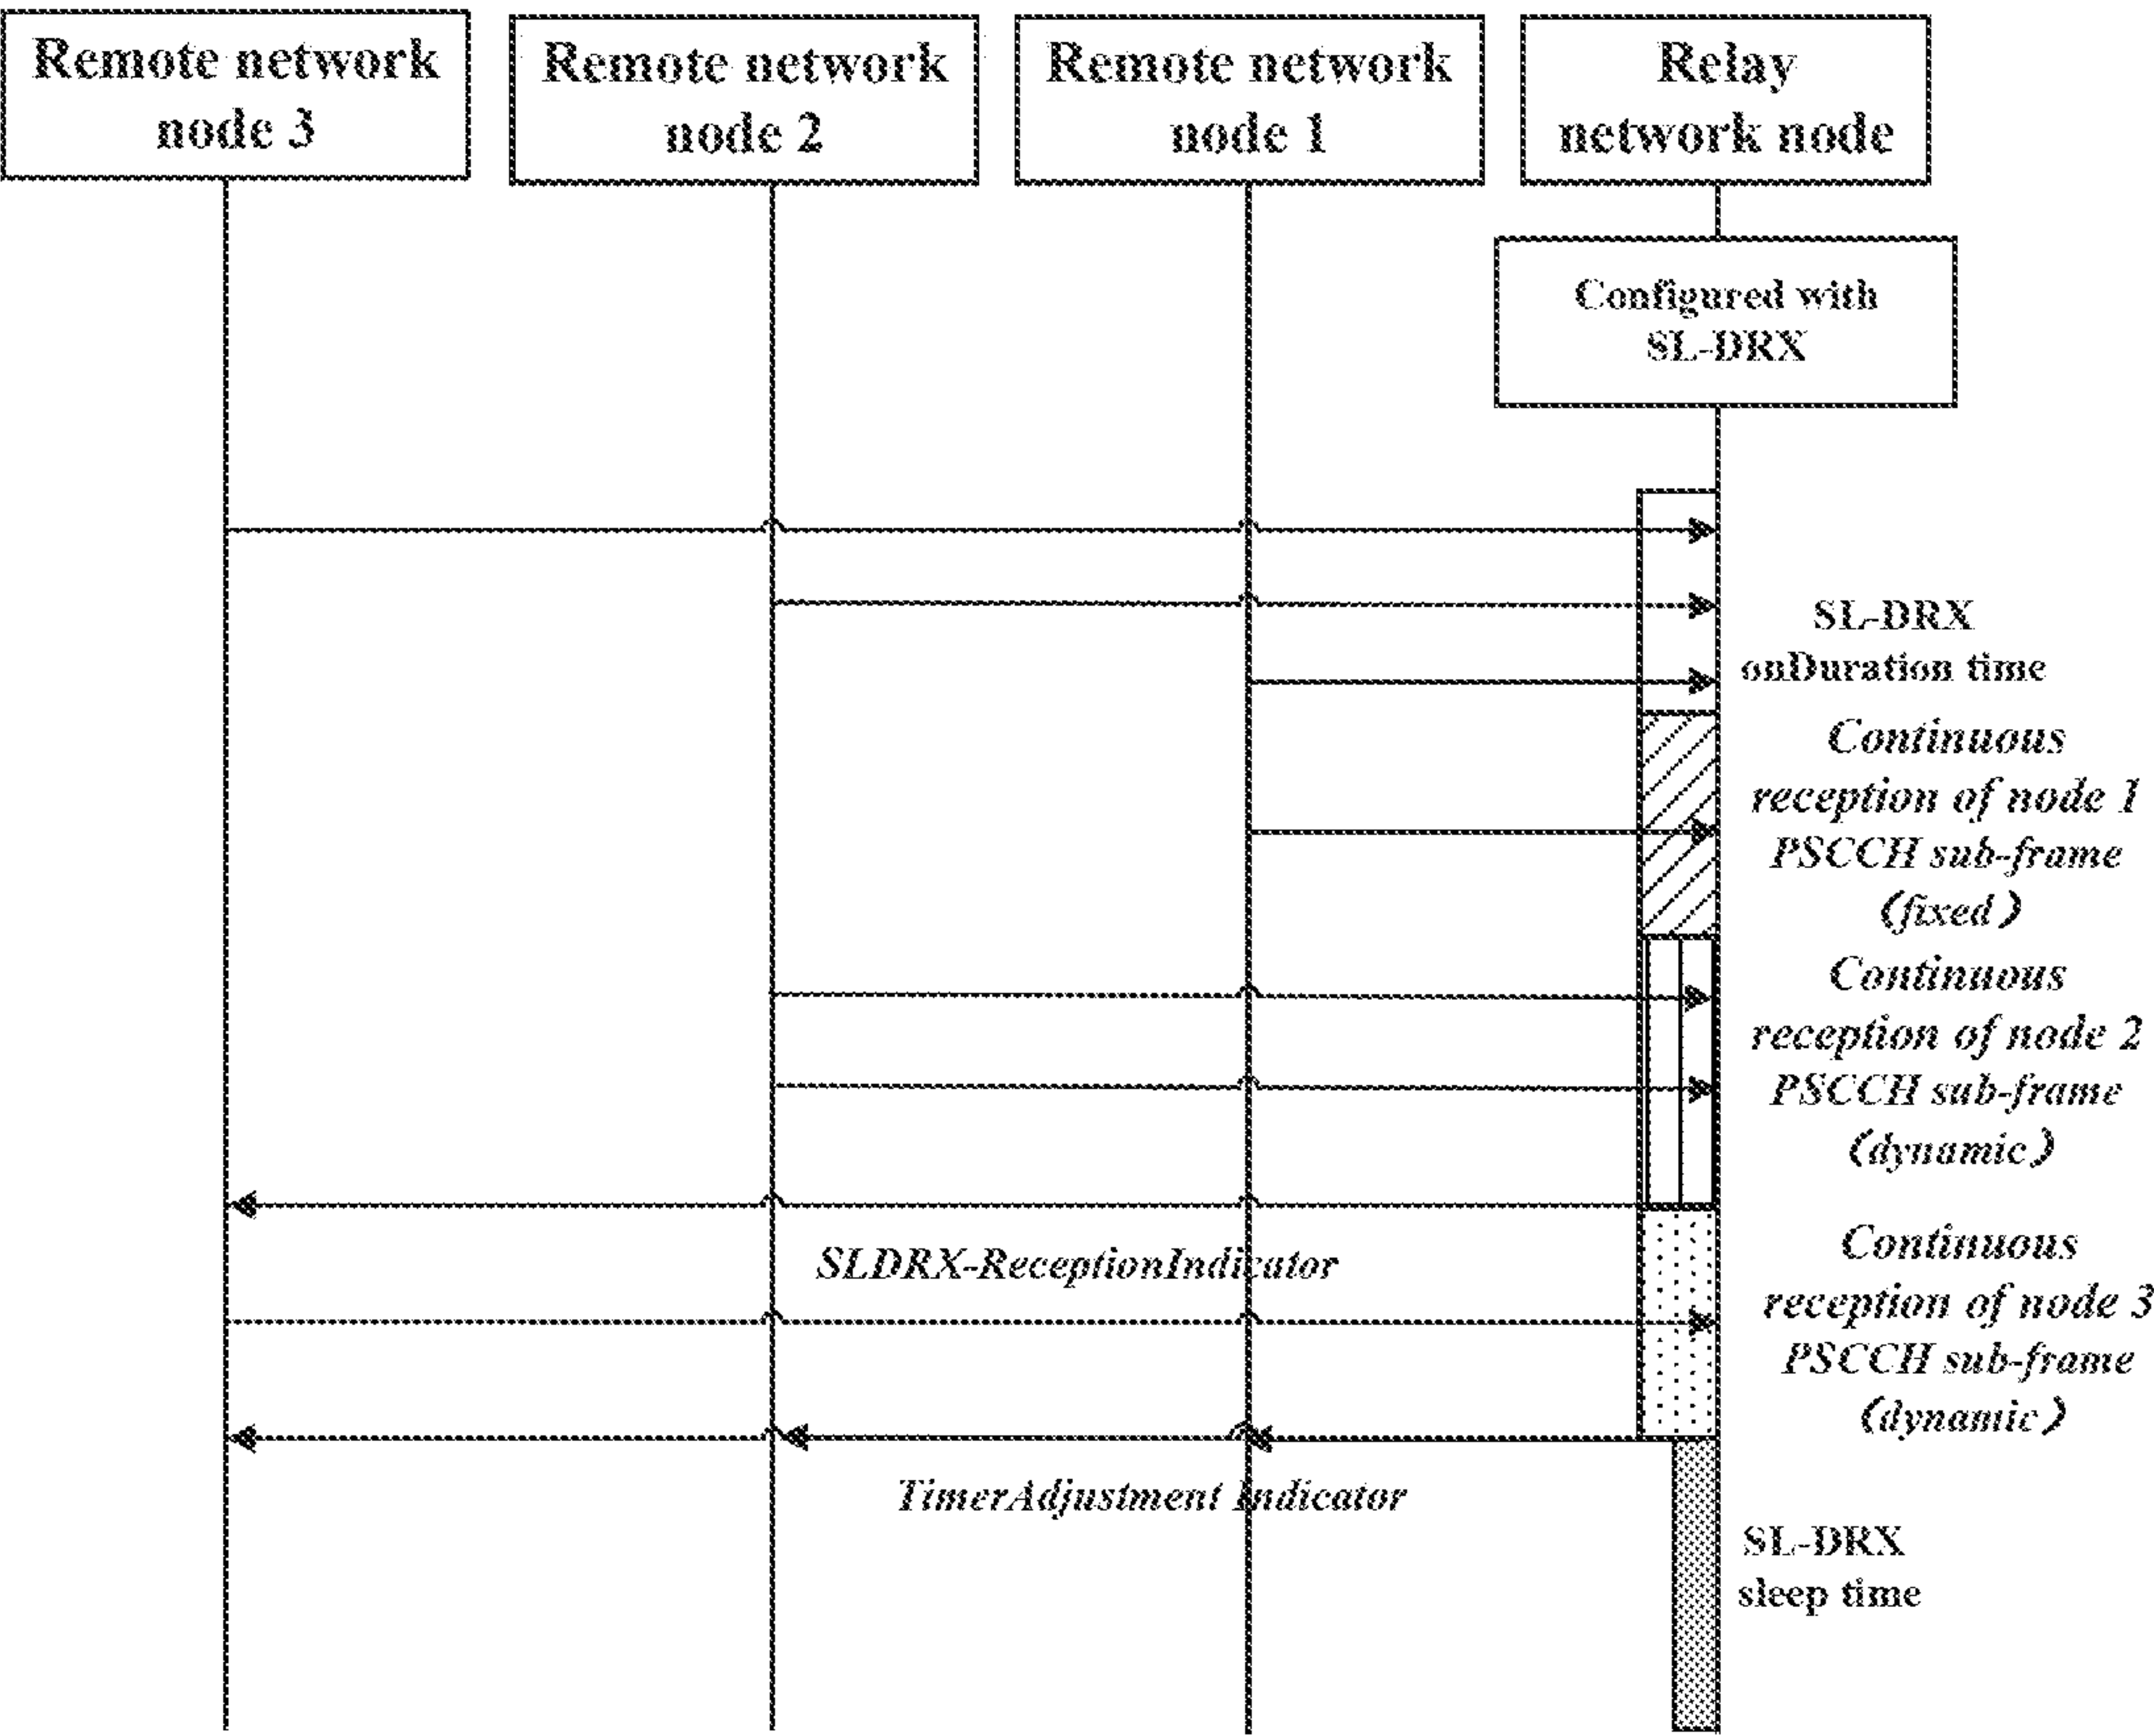 Remote network
node 3
Remote network
node 2
Remote network
node 1
Relay
network node
Configured with
SL-DRX
SL-DRX
onDuration time
Continuous
reception of node 1
PSCCH sub-frame
(fixed)
Continuous
reception of node 2
PSCCH sub-frame
(dynamic)
SLDRX-ReceptionIndicator
Continuous
reception of node 3
PSCCH sub-frame
(dynamic)
TimerAdjustment Indicator
SL-DRX
sleep time